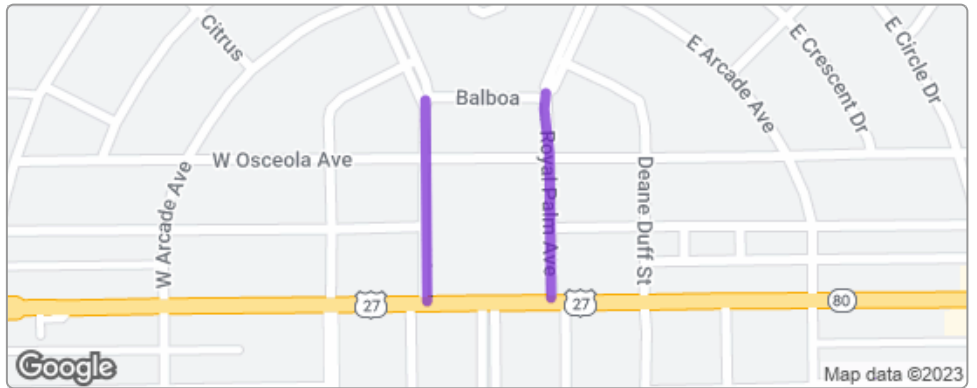 Citrus
E Arcade Ave
E Crescent Dr
E Circle Dr
Balboa
W Osceola Ave
W Arcade Ave
Royal Palm Ave
Deane Duff St
27
27
80
Google
Map data ©2023